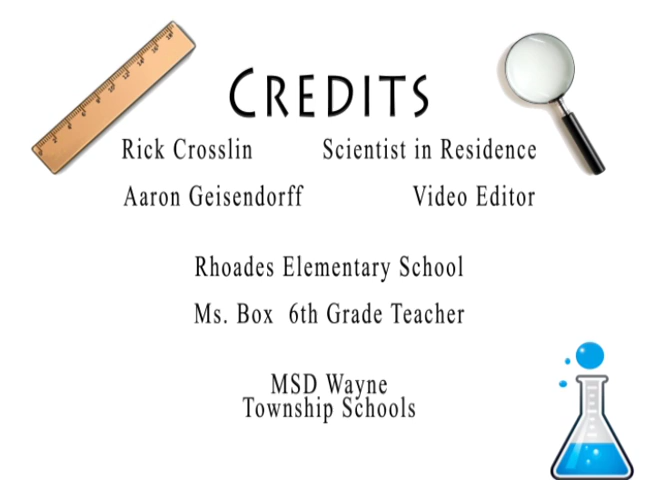 CREDITS
Rick Crosslin Scientist in Residence
Aaron Geisendorff Video Editor
Rhoades Elementary School
Ms. Box 6th Grade Teacher
MSD Wayne
Township Schools